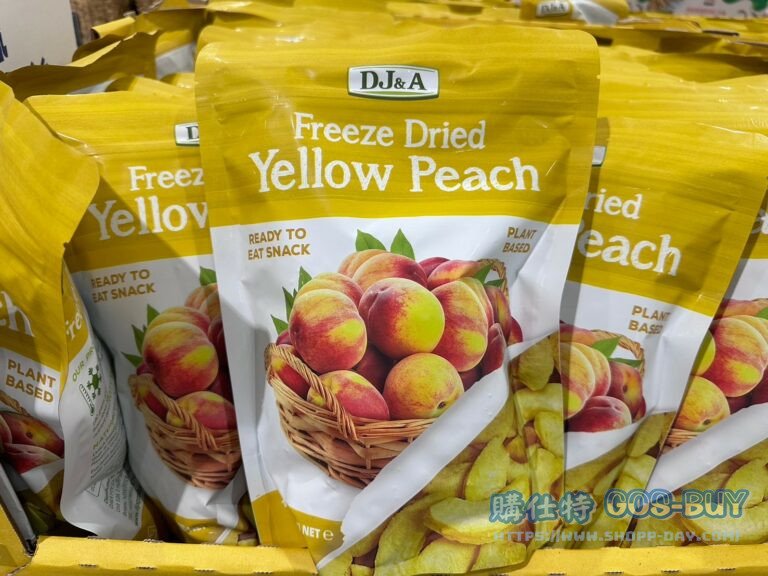 DJ&A
Freeze Dried
Yellow Peach
READY TO
EAT SNACK
PLANT
BASED
NET e
Freez
Yellow
READY TO
EAT SNACK
ried
each
PLANT
BASED
PLANT
BASED
購仕特 GOS-BUY
HTTPS://WWW.SHOPP-DAY.COM/